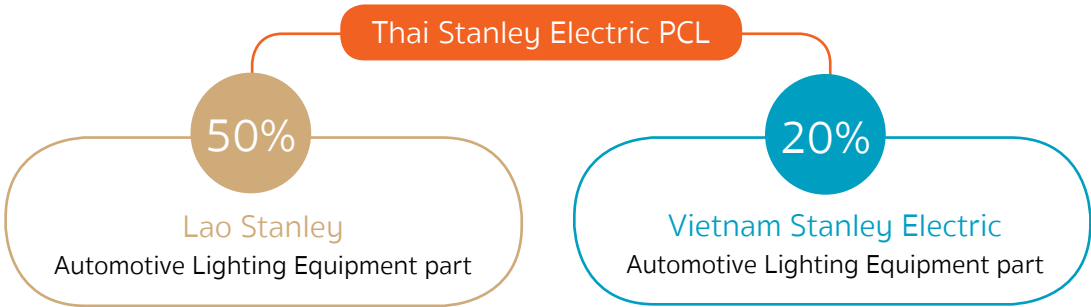 Thai Stanley Electric PCL
50%
20%
Lao Stanley
Automotive Lighting Equipment part
Vietnam Stanley Electric
Automotive Lighting Equipment part